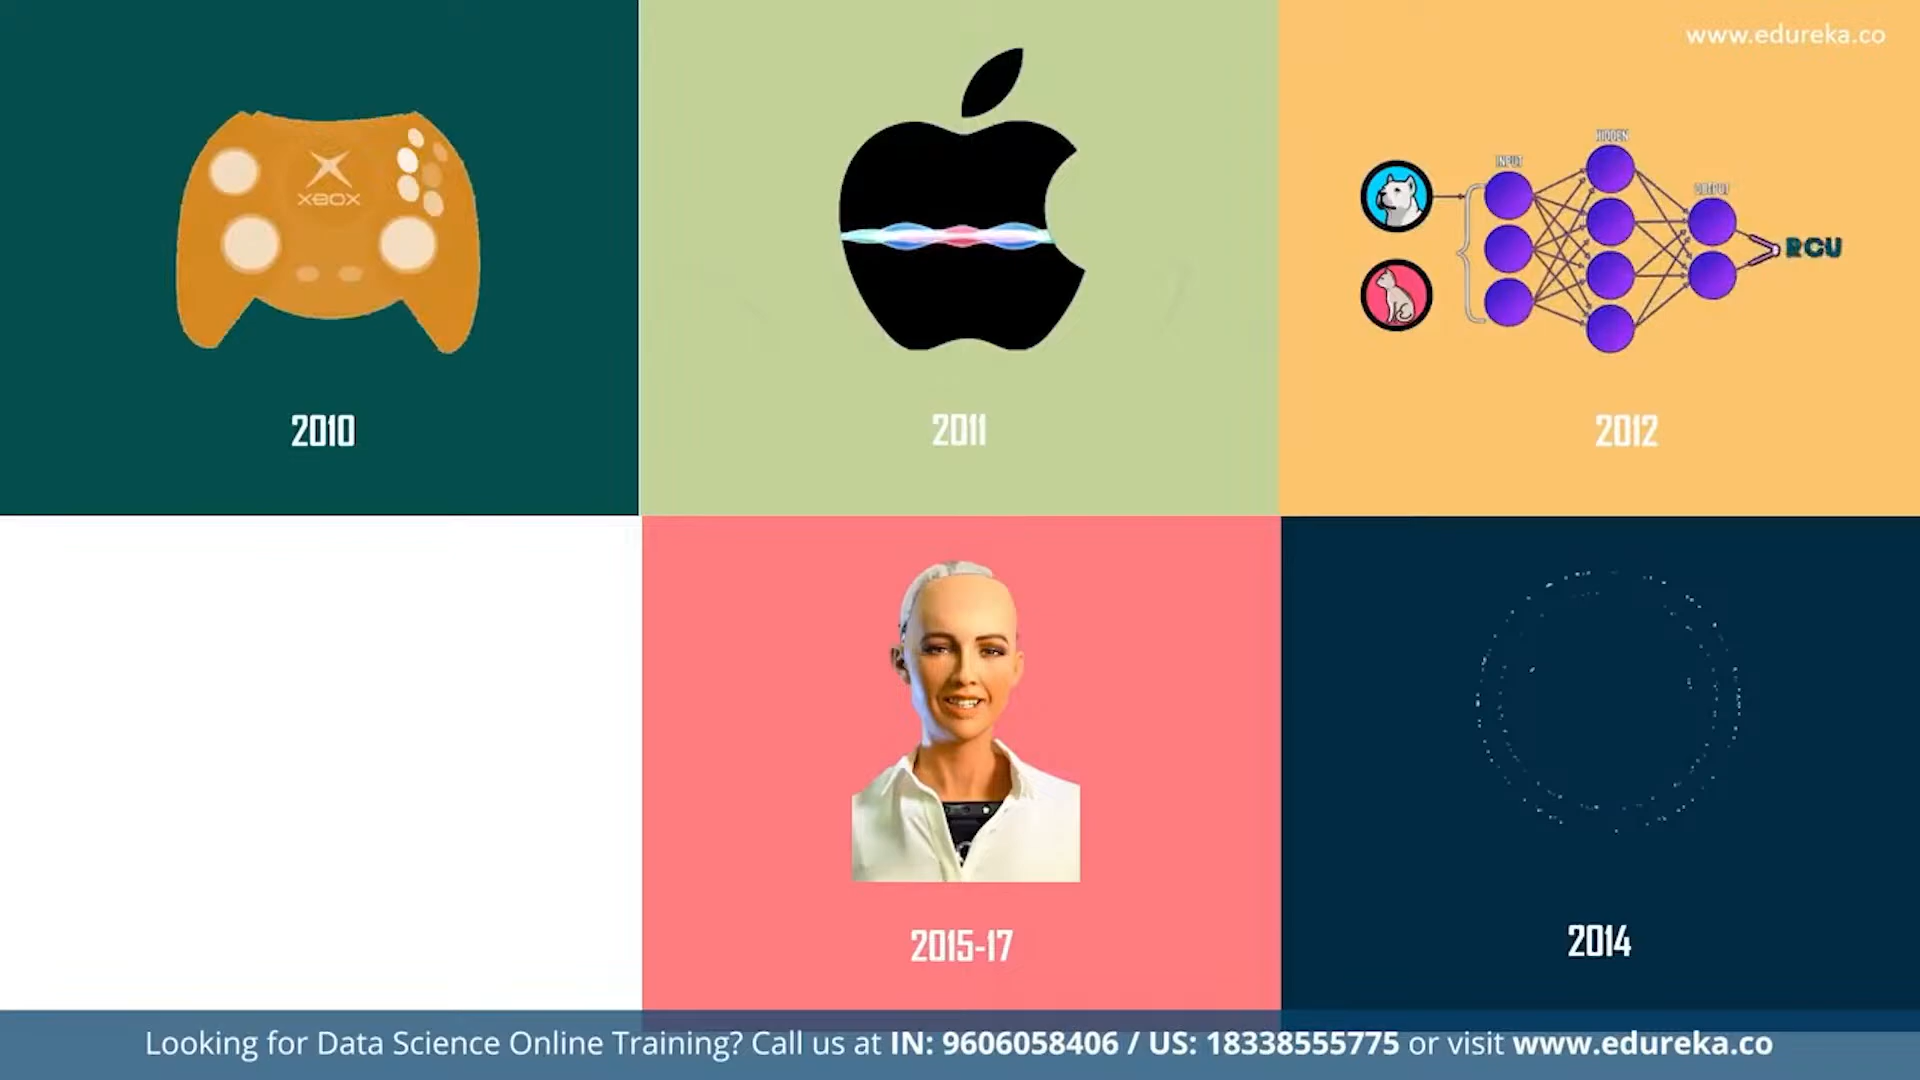 www.edureka.co
XBOX
HIDDEN
INPUT
OUTPUT
RCU
2010
2011
2012
2015-17
2014
Looking for Data Science Online Training? Call us at IN: 9606058406 / US: 18338555775 or visit www.edureka.co